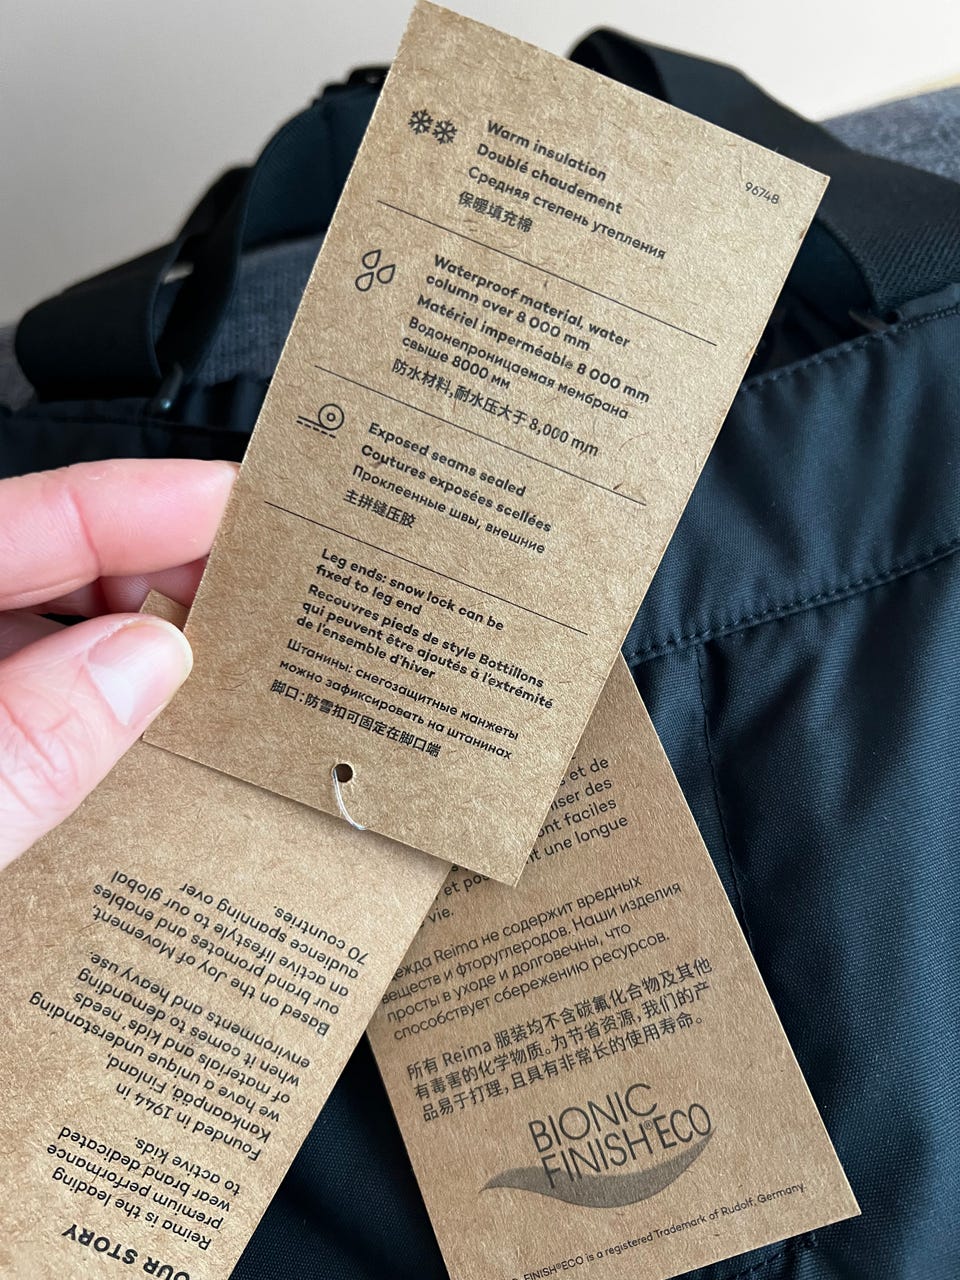 96748
Warm insulation
Doublé chaudement
Средняя степень утепления
保暖填充棉
Waterproof material, water
column over 8 000 mm
Matériel imperméable 8 000 mm
Водонепроницаемая мембрана
свыше 8000 мм
防水材料,耐水压大于 8,000 mm
Exposed seams sealed
Coutures exposées scellées
Проклеенные швы, внешние
主拼缝压胶
Leg ends: snow lock can be
fixed to leg end
Recouvres pieds de style Bottillons
qui peuvent être ajoutés à l'extrémité
de l'ensemble d'hiver
Штанины: снегозащитные манжеты
можно зафиксировать на штанинах
脚口:防雪扣可固定在脚口端
et de
ont faciles
une longue
et
vie.
Reima не содержит вредных
веществ и фторуглеродов. Наши изделия
просты в уходе и долговечны, что
способствует сбережению ресурсов.
所有 Reima 服装均不含碳氟化合物及其他
有毒害的化学物质。为节省资源,我们的产
品易于打理,且具有非常长的使用寿命。
BIONIC
FINISH®ECO
FINISH®ECO is a registered Trademark of Rudolf, Germany.
OUR STORY
Reima is the leading
premium performance
wear brand dedicated
to active kids.
Founded in 1944 in
Kankaanpää, Finland,
we have a unique understanding
of materials and kids' needs
when it comes to demanding
environments and heavy use.
Based on the Joy of Movement,
our brand promotes and enables
an active lifestyle to our global
audience spanning over
70 countries.